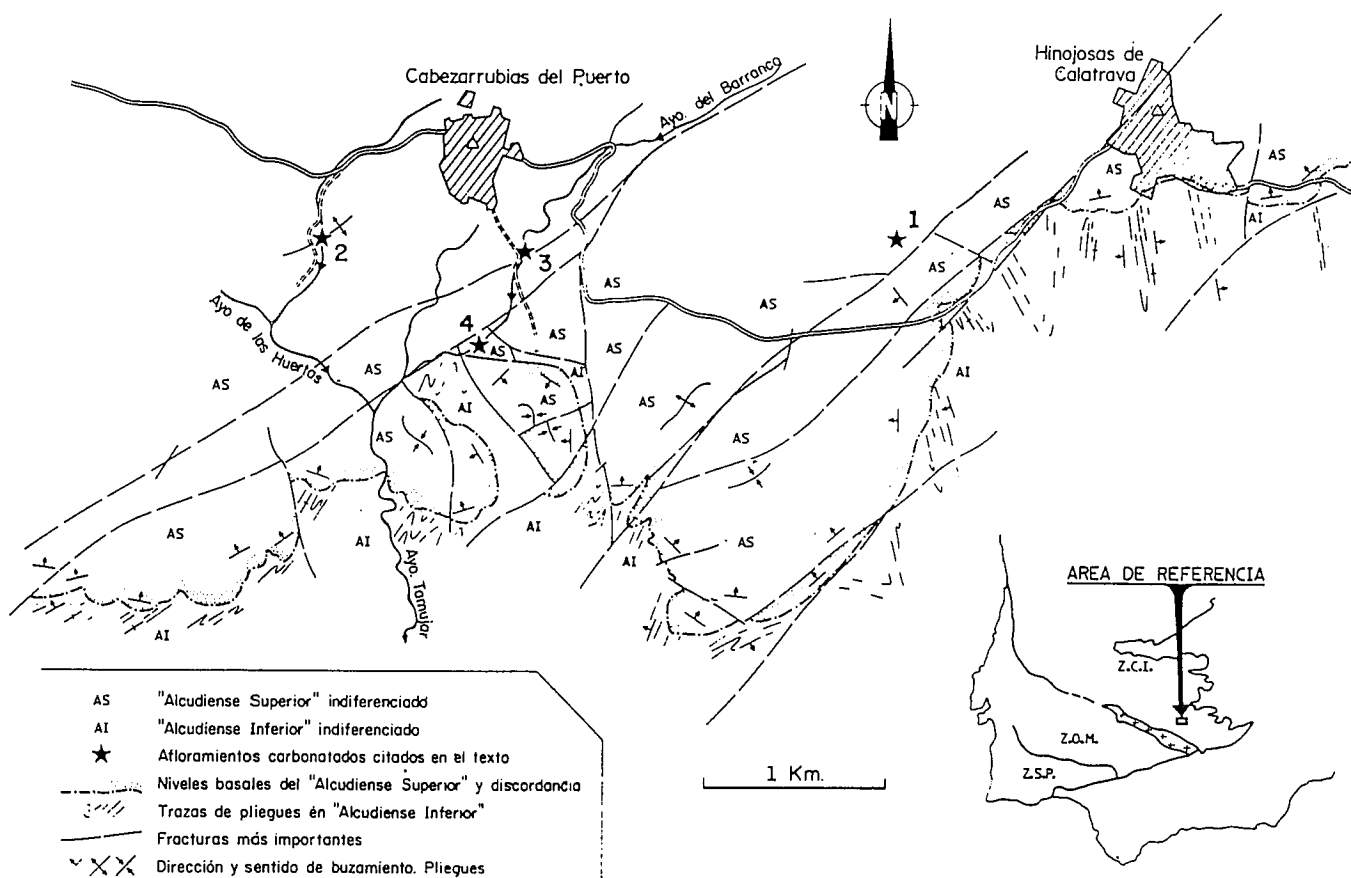 Cabezarrubias del Puerto
Ayo. del Barranco
N
Hinojosas de
Calatrava
AS
AS
AI
AS
1
AS
2
3
AS
AS
AS
4
Ayo de las Huertas
AS
AS
AS
AS
AI
AS
AI
AS
AS
AS
AI
AS
AI
AI
AS
AI
AI
Ayo. Tamujar
AREA DE REFERENCIA
Z.C.I.
Z.O.M.
Z.S.P.
1 Km.
AS "Alcudiense Superior" indiferenciado
AI "Alcudiense Inferior" indiferenciado
Afloramientos carbonatados citados en el texto
Niveles basales del "Alcudiense Superior" y discordancia
Trazas de pliegues en "Alcudiense Inferior"
Fracturas más importantes
Dirección y sentido de buzamiento. Pliegues